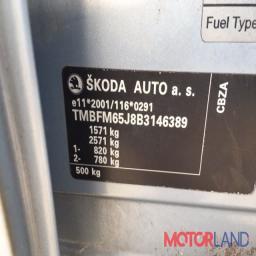 Fuel Type
ŠKODA AUTO a. s.
e11*2001/116*0291
TMBFM65J8B3146389
1571 kg
2571 kg
1- 820 kg
2- 780 kg
500 kg
CBZA
MOTORLAND